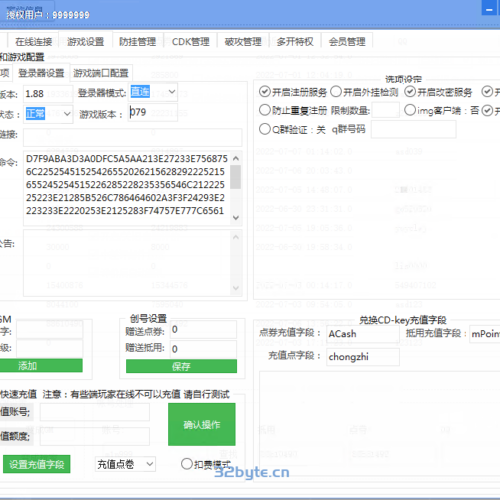 授权用户：9999999
在线连接 游戏设置 防挂管理 CDK管理 破攻管理 多开特权 会员管理
和游戏配置
项 登录器设置 游戏端口配置
版本: 1.88 登录器模式: 直连
状态： 正常 游戏版本： 079
链接:
命令:
D7F9ABA3D3A0DFC5A5AA213E27233E756875
6C22525451525426552026215628292225215
6552452545152262852282353565 46C212225
25223E21285B526C786464602A3F3F24293E2
223233E2220253E2125283F74757E777C6561
公告:
选项设定
开启注册服务 开启外挂检测 开启改密服务 开
防止重复注册 限制数量: img客户端：否 开
Q群验证：关 q群号码
GM
字:
级:
添加
创号设置
赠送点券: 0
赠送抵用: 0
保存
兑换CD-key充值字段
点券充值字段： ACash 抵用充值字段： mPoin
充值点字段： chongzhi
快速充值 注意：有些端玩家在线不可以充值 请自行测试
值账号;
值额度;
确认操作
设置充值字段 充值点卷 扣费模式
32byte.cn